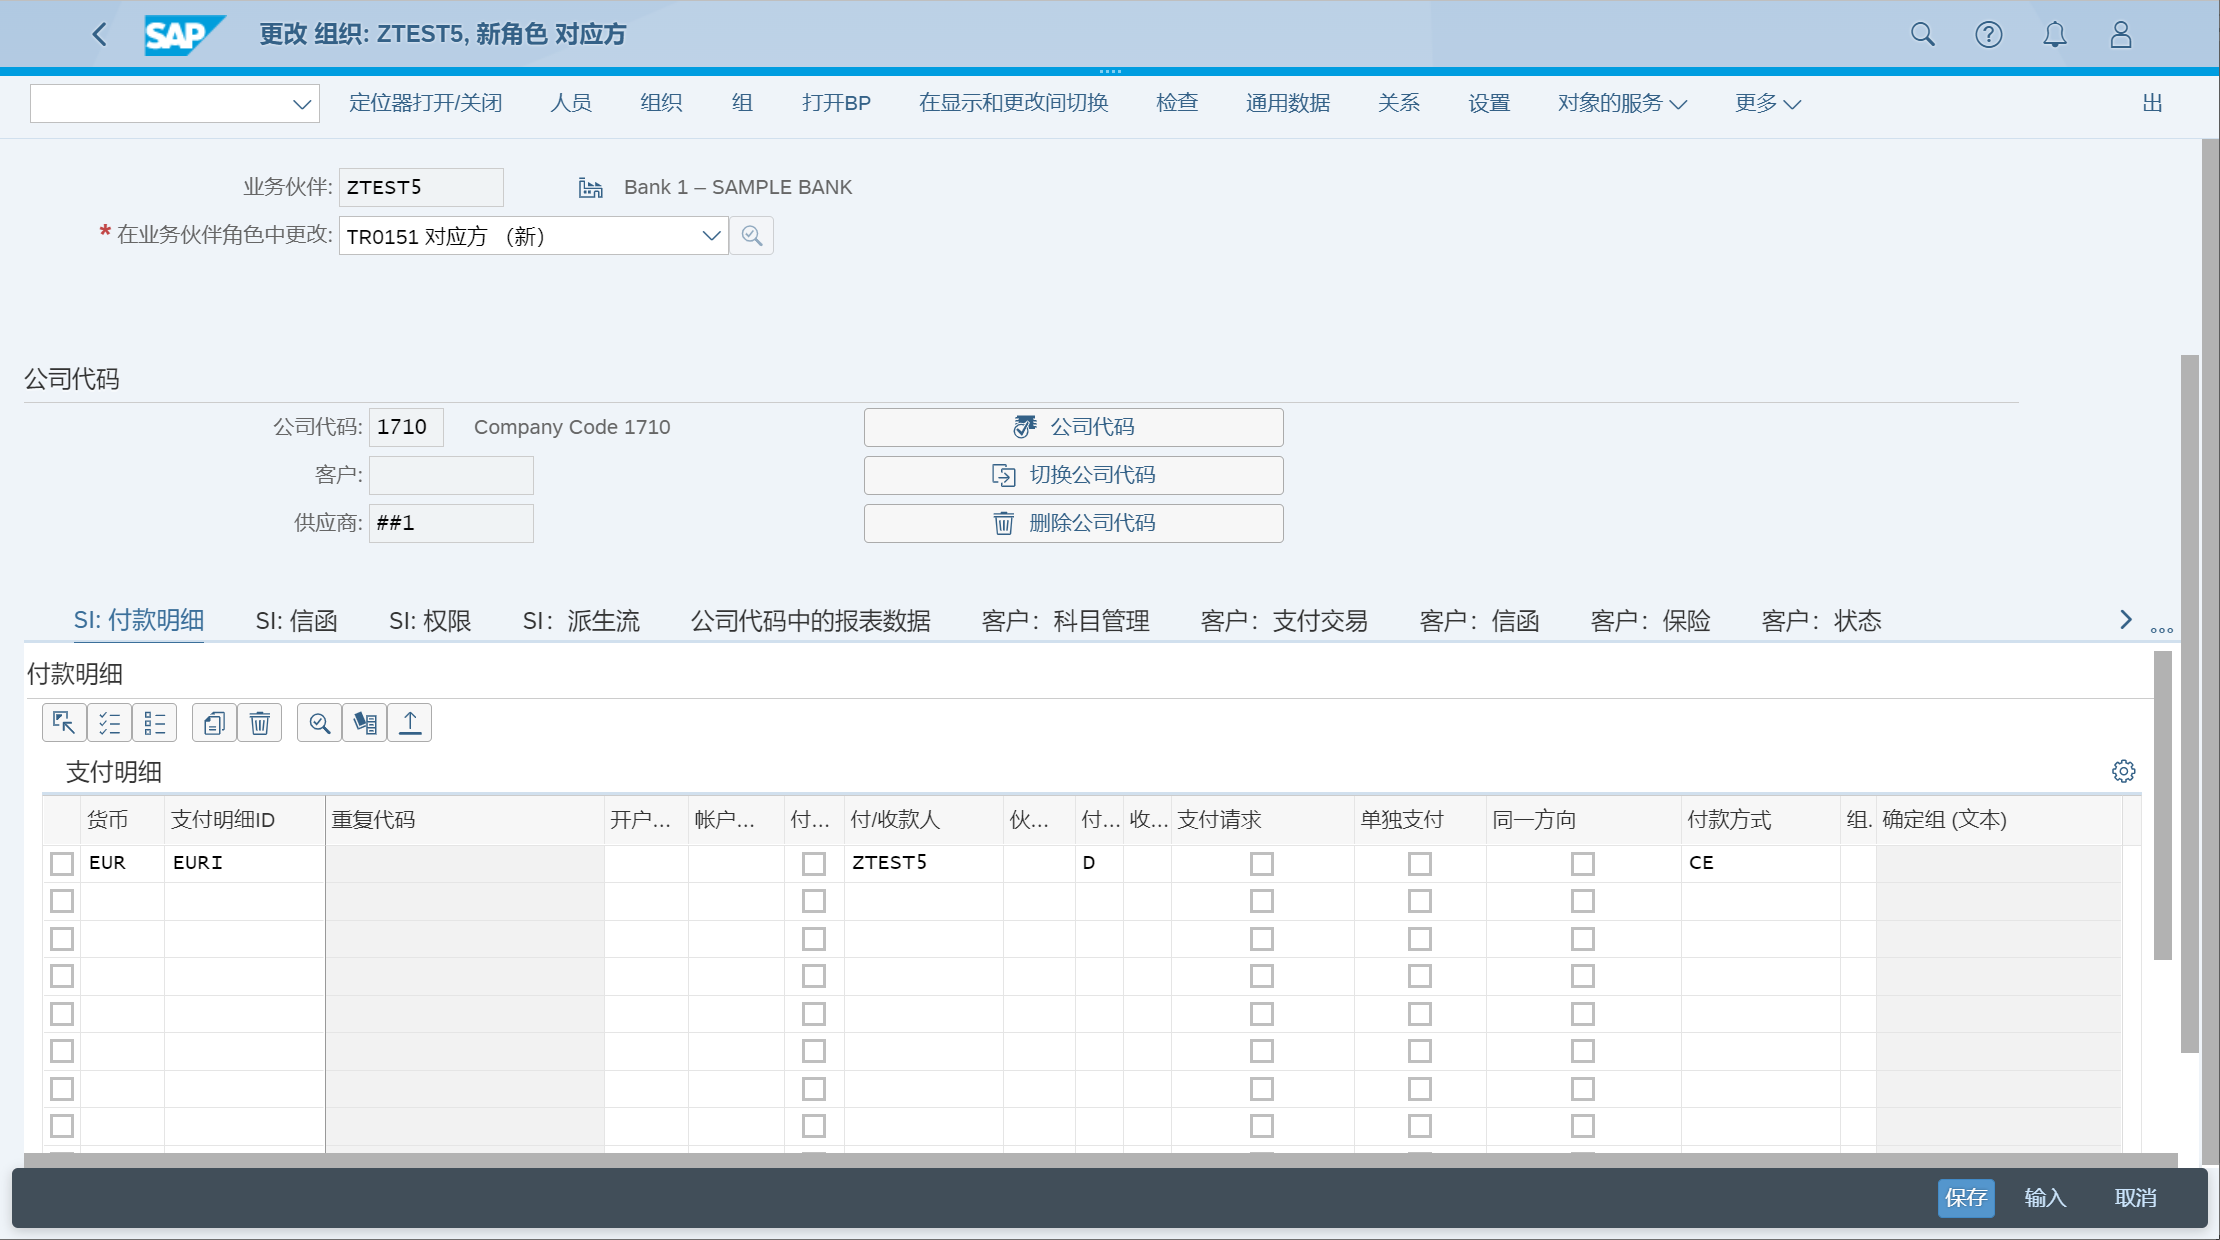 SAP 更改 组织: ZTEST5, 新角色 对应方
定位器打开/关闭 人员 组织 组 打开BP 在显示和更改间切换 检查 通用数据 关系 设置 对象的服务 更多 出
业务伙伴: ZTEST5 Bank 1 – SAMPLE BANK
* 在业务伙伴角色中更改: TR0151 对应方 （新）
公司代码
公司代码: 1710 Company Code 1710 公司代码
客户: 切换公司代码
供应商: ##1 删除公司代码
SI: 付款明细 SI: 信函 SI: 权限 SI：派生流 公司代码中的报表数据 客户：科目管理 客户：支付交易 客户：信函 客户：保险 客户：状态
付款明细
支付明细
货币 支付明细ID 重复代码 开户... 帐户... 付... 付/收款人 伙... 付... 收... 支付请求 单独支付 同一方向 付款方式 组. 确定组 (文本)
EUR EURI ZTEST5 D CE
保存 输入 取消